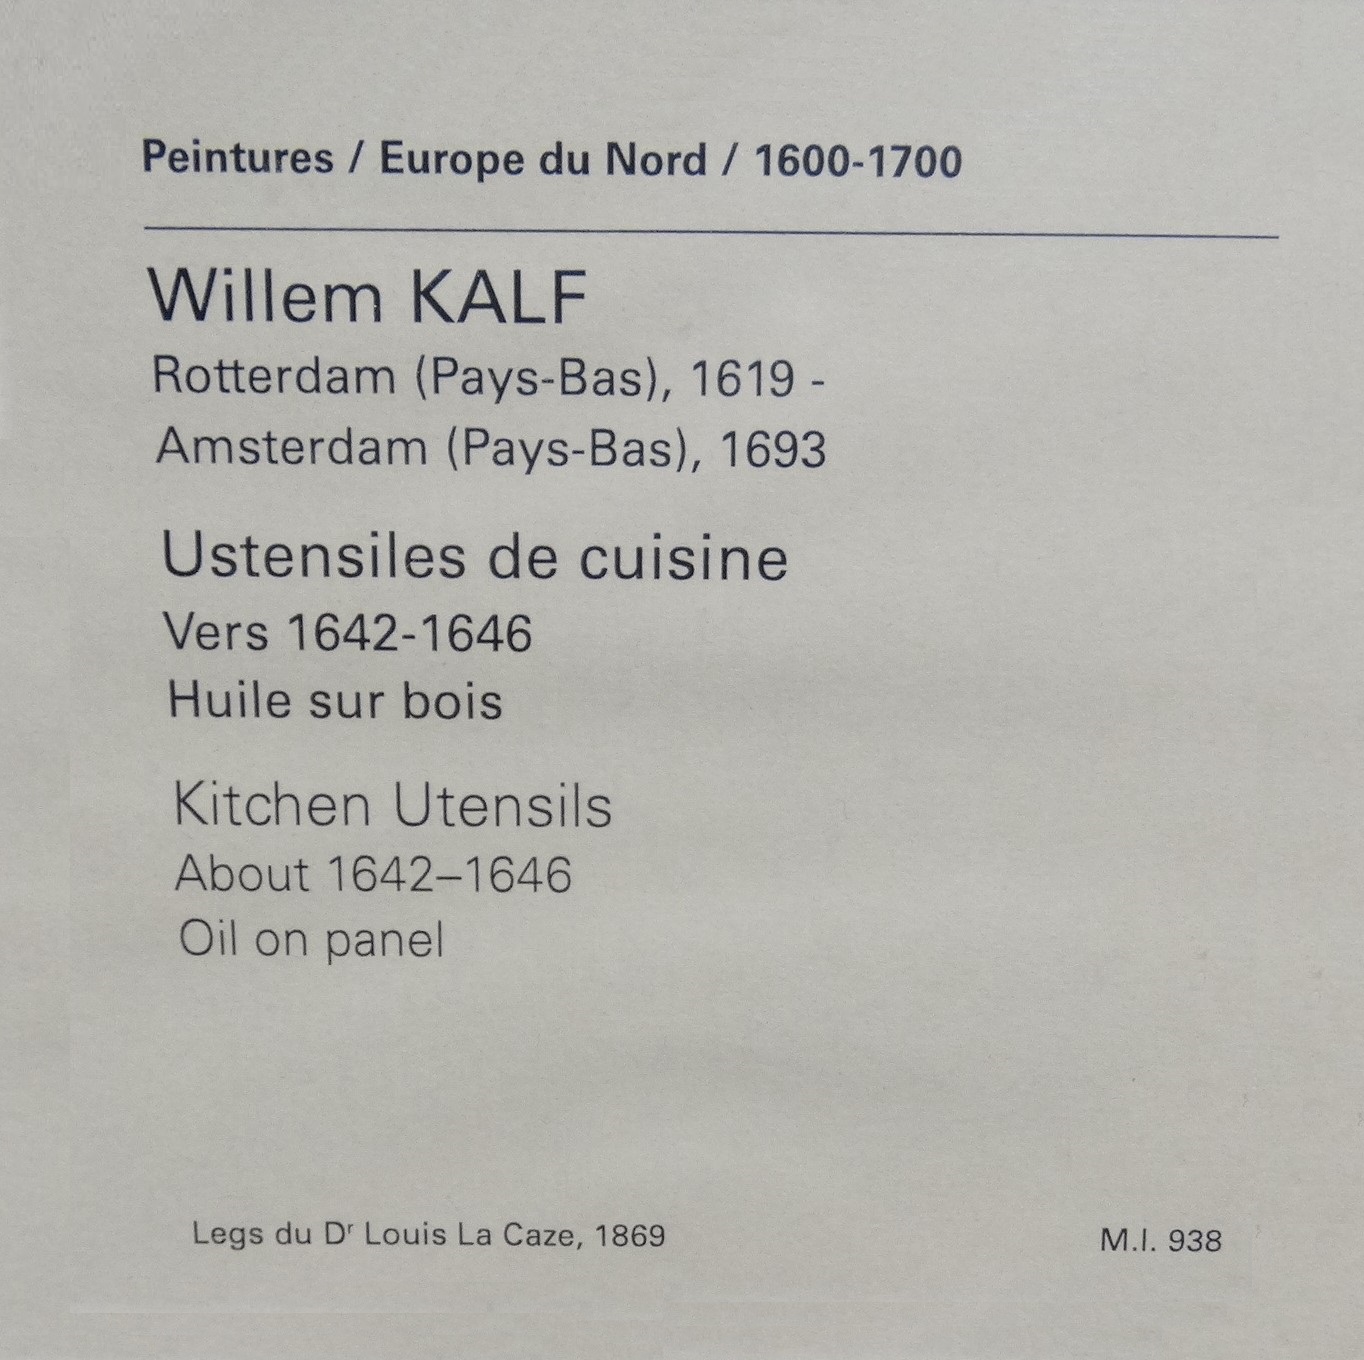 Peintures / Europe du Nord / 1600-1700
Willem KALF
Rotterdam (Pays-Bas), 1619 -
Amsterdam (Pays-Bas), 1693
Ustensiles de cuisine
Vers 1642-1646
Huile sur bois
Kitchen Utensils
About 1642–1646
Oil on panel
Legs du Dʳ Louis La Caze, 1869
M.I. 938